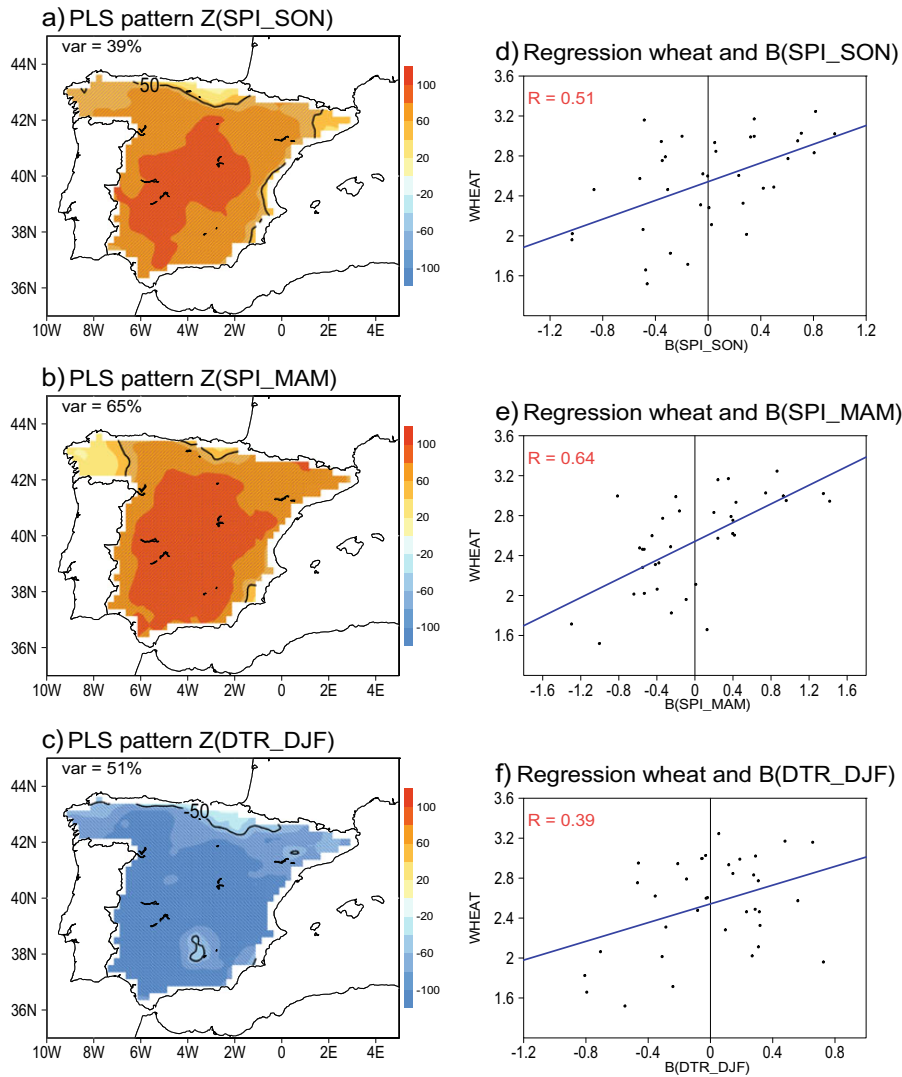 a) PLS pattern Z(SPI_SON)
var = 39%
50
44N
42N
40N
38N
36N
10W 8W 6W 4W 2W 0 2E 4E
100
60
20
-20
-60
-100
d) Regression wheat and B(SPI_SON)
R = 0.51
WHEAT
3.6
3.2
2.8
2.4
2
1.6
-1.2 -0.8 -0.4 0 0.4 0.8 1.2
B(SPI_SON)
b) PLS pattern Z(SPI_MAM)
var = 65%
44N
42N
40N
38N
36N
10W 8W 6W 4W 2W 0 2E 4E
100
60
20
-20
-60
-100
e) Regression wheat and B(SPI_MAM)
R = 0.64
WHEAT
3.6
3.2
2.8
2.4
2
1.6
-1.8 -1.4 -0.8 -0.4 0 0.4 0.8 1.4 1.8
B(SPI_MAM)
c) PLS pattern Z(DTR_DJF)
var = 51%
-50
44N
42N
40N
38N
36N
10W 8W 6W 4W 2W 0 2E 4E
100
60
20
-20
-60
-100
f) Regression wheat and B(DTR_DJF)
R = 0.39
WHEAT
3.6
3.2
2.8
2.4
2
1.6
-1.2 -0.8 -0.4 0 0.4 0.8
B(DTR_DJF)